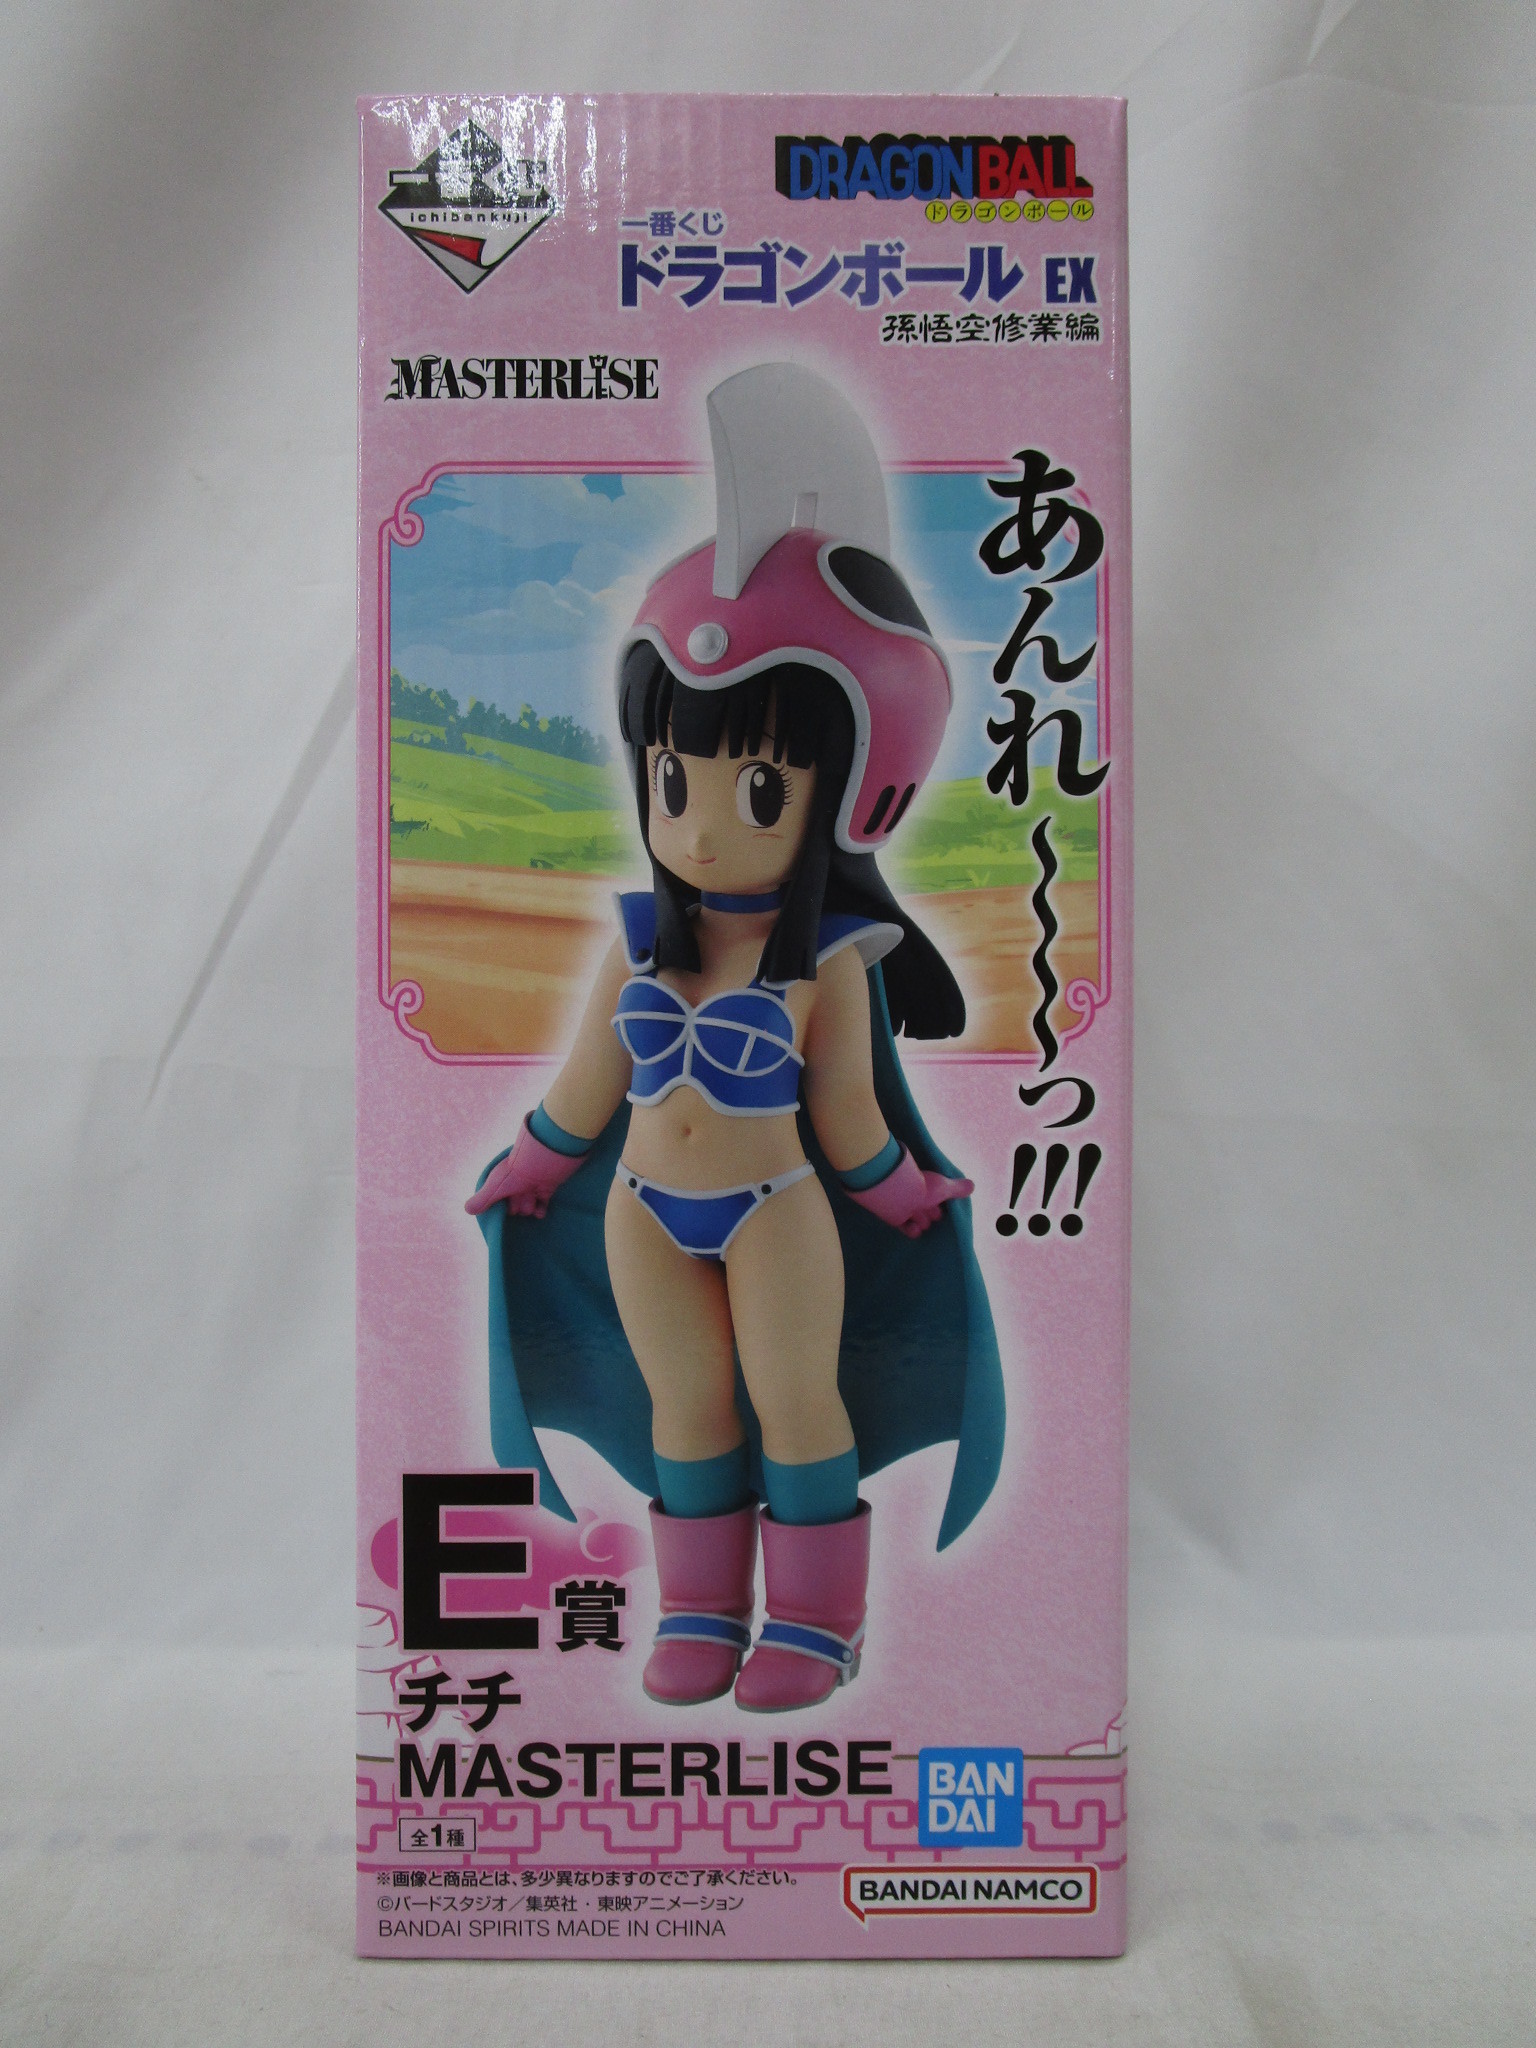 一番くじ
ichibankuji
DRAGON BALL
ドラゴンボール
一番くじ
ドラゴンボール EX
孫悟空修業編
MASTERLISE
あんれ〜〜〜〜っ!!!
E賞
チチ
MASTERLISE
全1種
BAN
DAI
※画像と商品とは、多少異なりますのでご了承ください。
©バードスタジオ／集英社・東映アニメーション
BANDAI SPIRITS MADE IN CHINA
BANDAI NAMCO